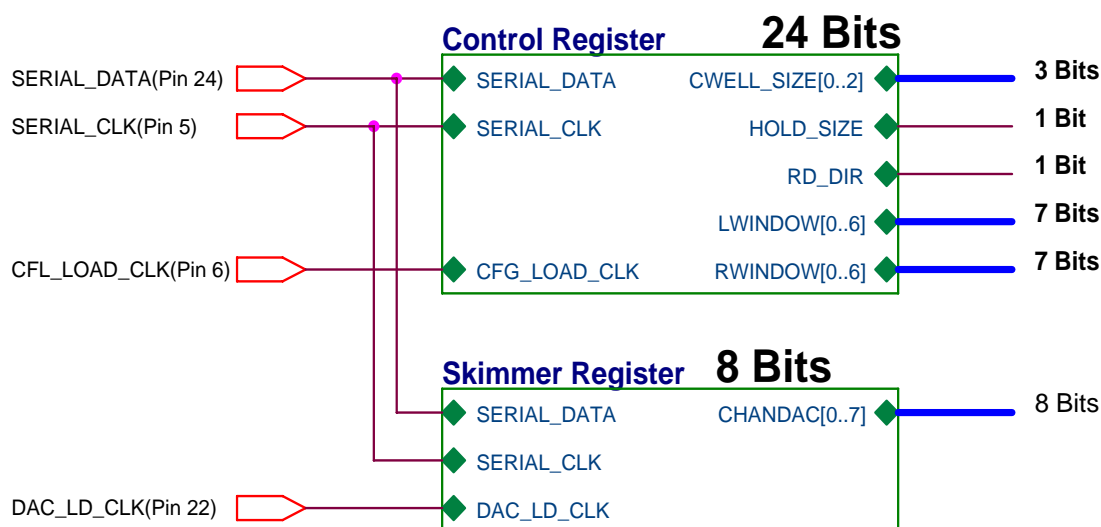 Control Register 24 Bits
SERIAL_DATA(Pin 24) SERIAL_DATA CWELL_SIZE[0..2] 3 Bits
SERIAL_CLK(Pin 5) SERIAL_CLK HOLD_SIZE 1 Bit
RD_DIR 1 Bit
LWINDOW[0..6] 7 Bits
CFL_LOAD_CLK(Pin 6) CFG_LOAD_CLK RWINDOW[0..6] 7 Bits
Skimmer Register 8 Bits
SERIAL_DATA CHANDAC[0..7] 8 Bits
SERIAL_CLK
DAC_LD_CLK(Pin 22) DAC_LD_CLK